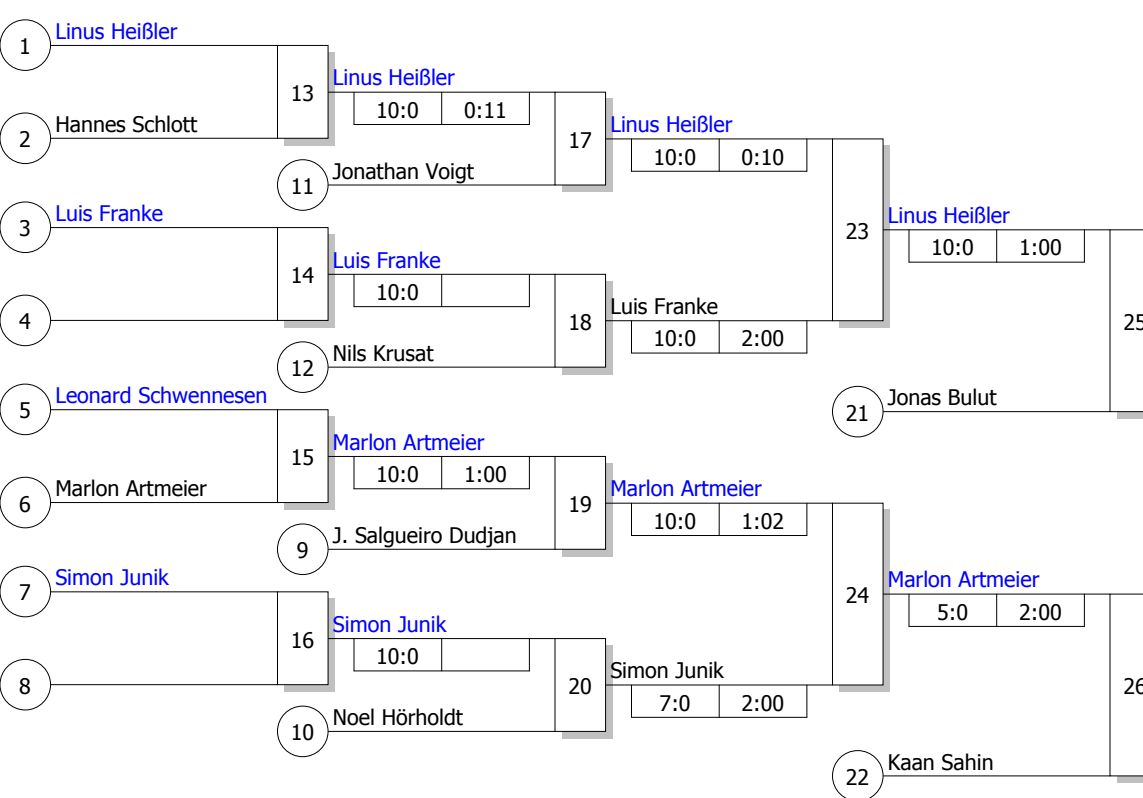 1 Linus Heißler
13 Linus Heißler
10:0 0:11
2 Hannes Schlott
17 Linus Heißler
10:0 0:10
11 Jonathan Voigt
3 Luis Franke
23 Linus Heißler
10:0 1:00
14 Luis Franke
10:0
4
18 Luis Franke
10:0 2:00
25
12 Nils Krusat
5 Leonard Schwennesen
21 Jonas Bulut
15 Marlon Artmeier
10:0 1:00
6 Marlon Artmeier
19 Marlon Artmeier
10:0 1:02
9 J. Salgueiro Dudjan
7 Simon Junik
24 Marlon Artmeier
5:0 2:00
16 Simon Junik
10:0
8
20 Simon Junik
7:0 2:00
26
10 Noel Hörholdt
22 Kaan Sahin